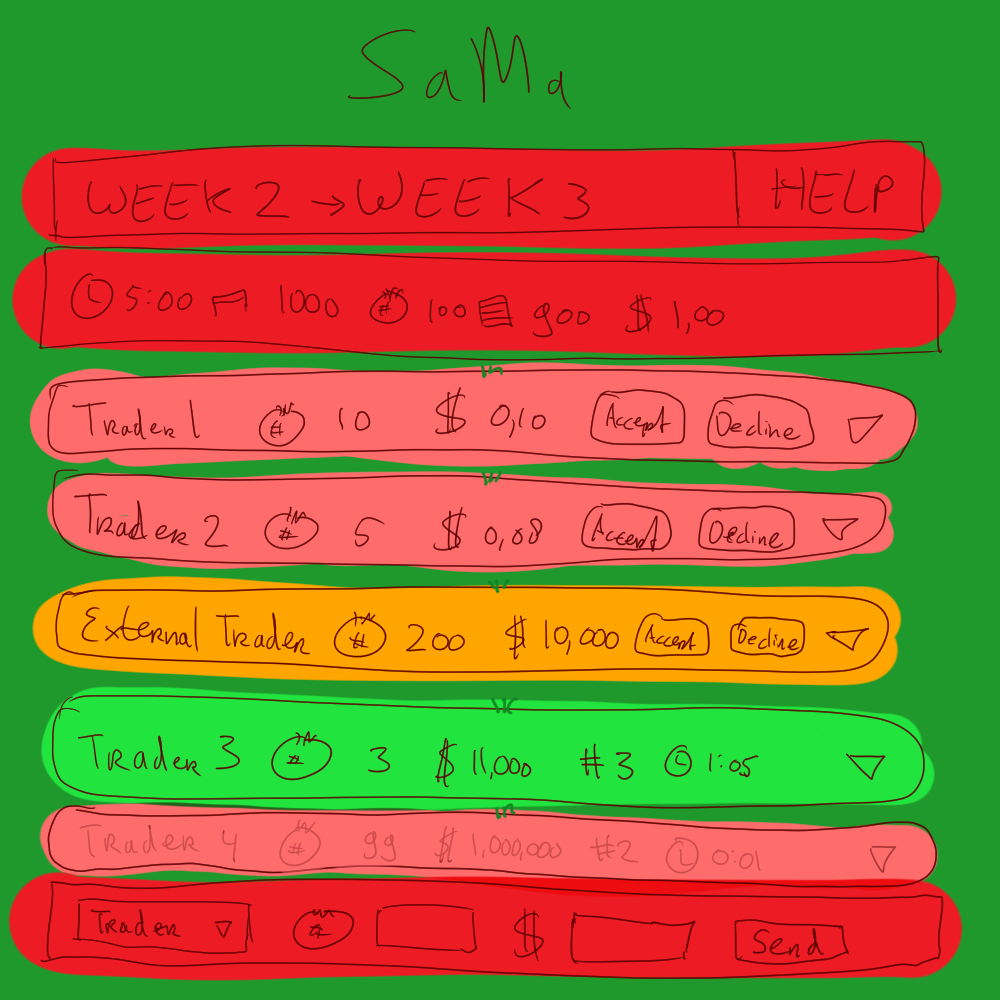 SaMa
WEEK 2 → WEEK 3 HELP
5:00 1000 # 100 900 $ 1,00
Trader 1 # 10 $ 0,10 Accept Decline
Trader 2 # 5 $ 0,08 Accept Decline
External Trader # 200 $ 10,000 Accept Decline
Trader 3 # 3 $ 11,000 #3 1:05
Trader 4 # 99 $ 1,000,000 #2 0:01
Trader # $ Send